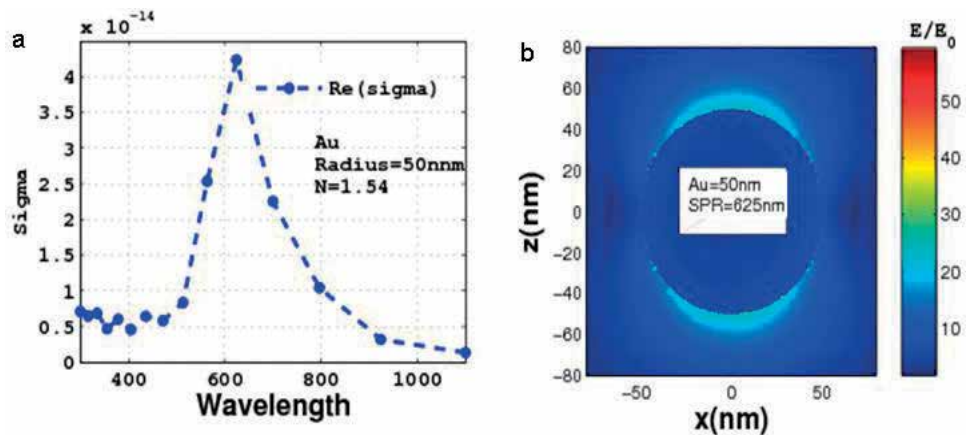 a
x 10^-14
4
3.5
3
2.5
2
1.5
1
0.5
0
400 600 800 1000
sigma
Wavelength
Re(sigma)
Au
Radius=50nnm
N=1.54
b
E/E0
80
60
40
20
0
-20
-40
-60
-80
-50 0 50
z(nm)
x(nm)
Au=50nm
SPR=625nm
60
50
40
30
20
10